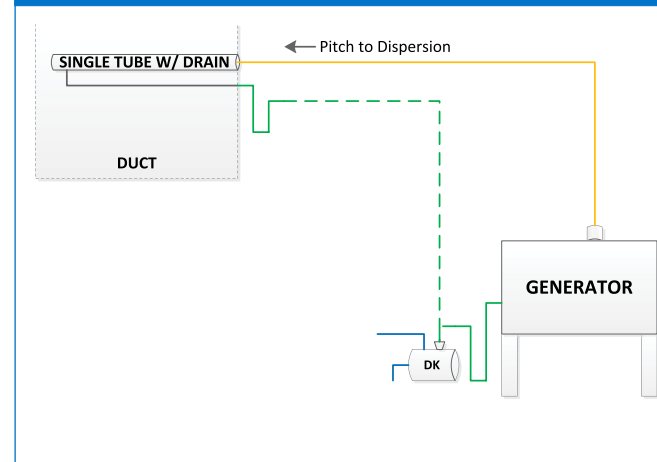 Pitch to Dispersion
SINGLE TUBE W/ DRAIN
DUCT
GENERATOR
DK